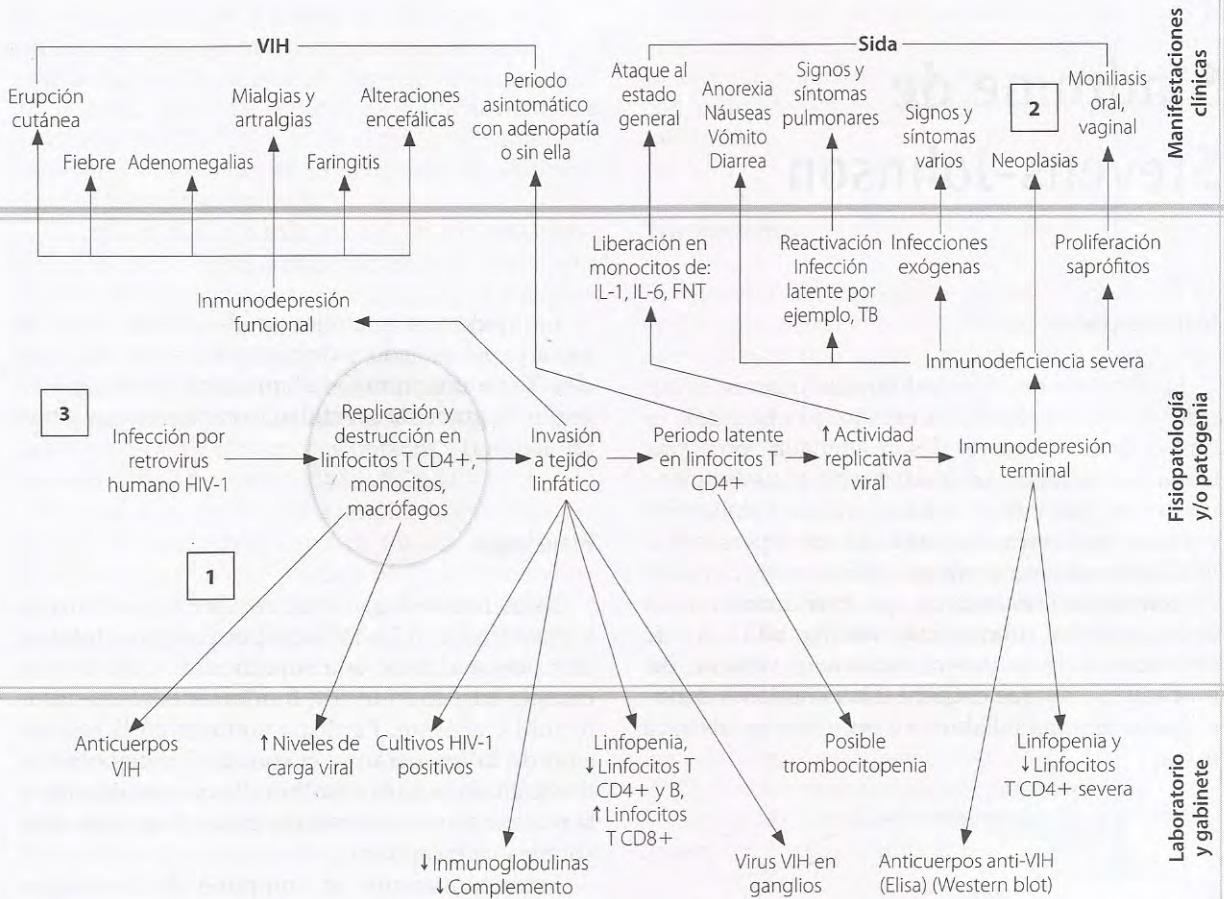 VIH
Sida
Erupción
cutánea
Fiebre
Adenomegalias
Mialgias y
artralgias
Faringitis
Alteraciones
encefálicas
Periodo
asintomático
con adenopatía
o sin ella
Ataque al
estado
general
Anorexia
Náuseas
Vómito
Diarrea
Signos y
síntomas
pulmonares
Signos y
síntomas
varios
2
Neoplasias
Moniliasis
oral,
vaginal
Manifestaciones
clínicas
Inmunodepresión
funcional
Liberación en
monocitos de:
IL-1, IL-6, FNT
Reactivación
Infección
latente por
ejemplo, TB
Infecciones
exógenas
Proliferación
saprófitos
Inmunodeficiencia severa
3
Infección por
retrovirus
humano HIV-1
Replicación y
destrucción en
linfocitos T CD4+,
monocitos,
macrófagos
Invasión
a tejido
linfático
Periodo latente
en linfocitos T
CD4+
↑ Actividad
replicativa
viral
Inmunodepresión
terminal
1
Fisiopatología
y/o patogenia
Anticuerpos
VIH
↑ Niveles de
carga viral
Cultivos HIV-1
positivos
Linfopenia,
↓ Linfocitos T
CD4+ y B,
↑ Linfocitos
T CD8+
Posible
trombocitopenia
Linfopenia y
↓ Linfocitos
T CD4+ severa
↓ Immunoglobulinas
↓ Complemento
Virus VIH en
ganglios
Anticuerpos anti-VIH
(Elisa) (Western blot)
Laboratorio
y gabinete